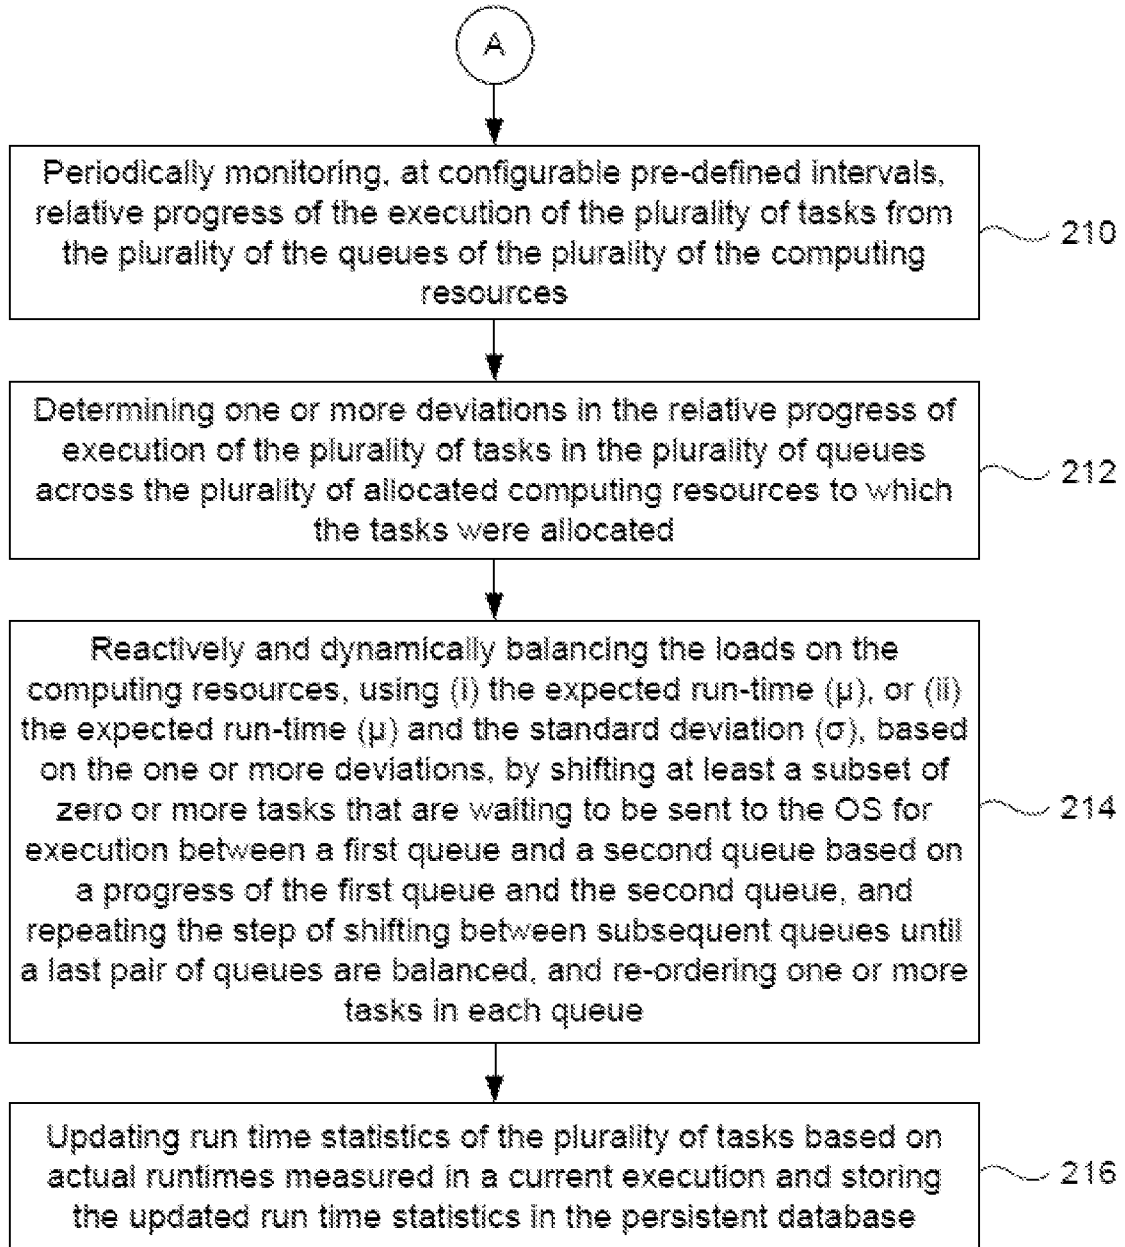 A
Periodically monitoring, at configurable pre-defined intervals,
relative progress of the execution of the plurality of tasks from
the plurality of the queues of the plurality of the computing
resources
210
Determining one or more deviations in the relative progress of
execution of the plurality of tasks in the plurality of queues
across the plurality of allocated computing resources to which
the tasks were allocated
212
Reactively and dynamically balancing the loads on the
computing resources, using (i) the expected run-time (μ), or (ii)
the expected run-time (μ) and the standard deviation (σ), based
on the one or more deviations, by shifting at least a subset of
zero or more tasks that are waiting to be sent to the OS for
execution between a first queue and a second queue based on
a progress of the first queue and the second queue, and
repeating the step of shifting between subsequent queues until
a last pair of queues are balanced, and re-ordering one or more
tasks in each queue
214
Updating run time statistics of the plurality of tasks based on
actual runtimes measured in a current execution and storing
the updated run time statistics in the persistent database
216